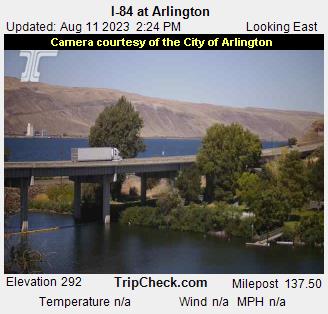 I-84 at Arlington
Updated: Aug 11 2023 2:24 PM Looking East
Camera courtesy of the City of Arlington
Elevation 292 TripCheck.com Milepost 137.50
Temperature n/a Wind n/a MPH n/a